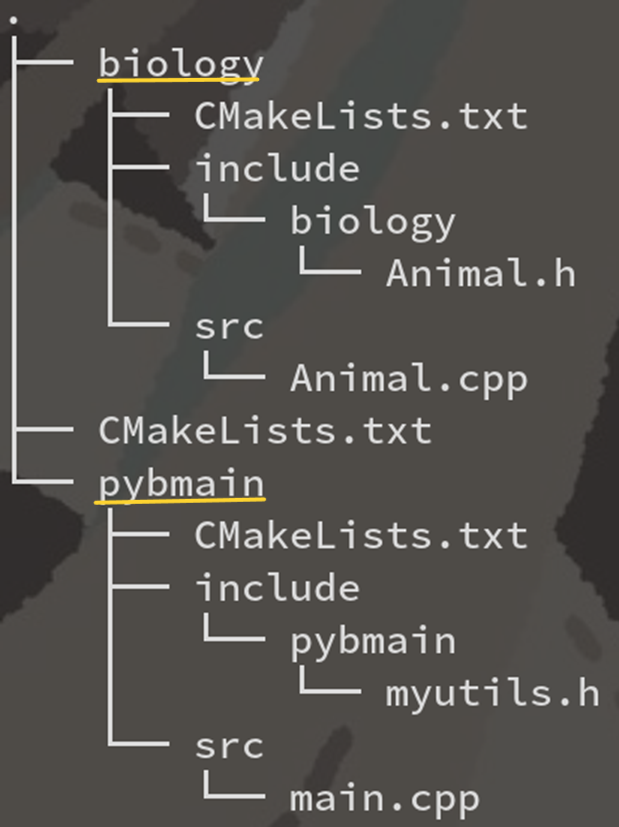 .
biology
CMakeLists.txt
include
biology
Animal.h
src
Animal.cpp
CMakeLists.txt
pybmain
CMakeLists.txt
include
pybmain
myutils.h
src
main.cpp